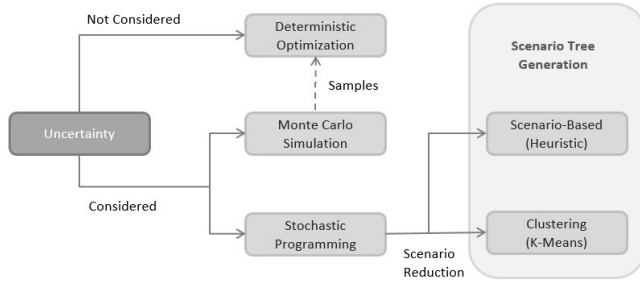 Not Considered
Deterministic
Optimization
Scenario Tree
Generation
Samples
Uncertainty
Monte Carlo
Simulation
Scenario-Based
(Heuristic)
Considered
Stochastic
Programming
Clustering
(K-Means)
Scenario
Reduction